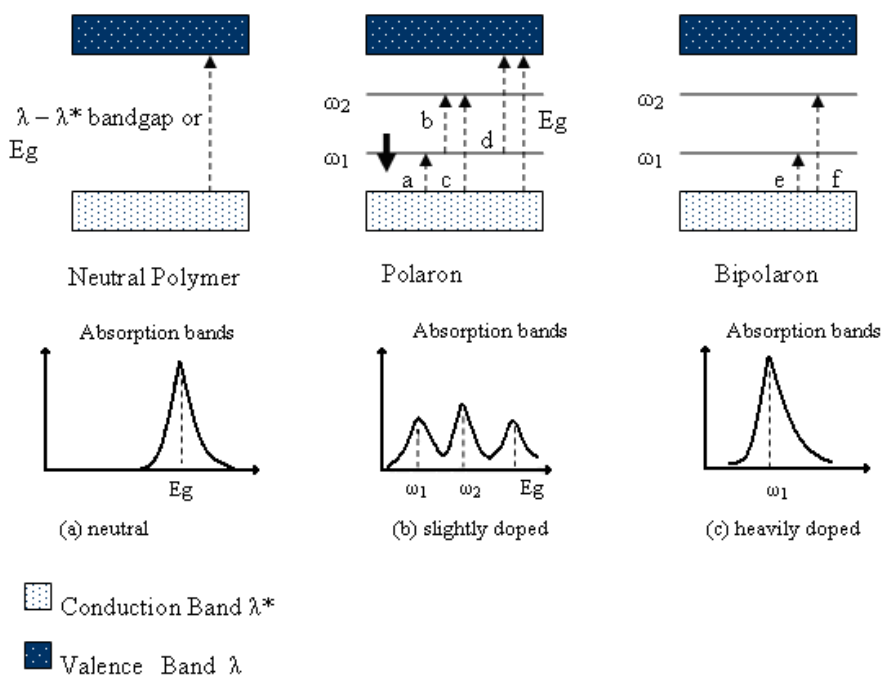 λ – λ* bandgap or
Eg
Neutral Polymer
ω2
ω1
a
b
c
d
Eg
Polaron
ω2
ω1
e
f
Bipolaron
Absorption bands
Eg
(a) neutral
Absorption bands
ω1
ω2
Eg
(b) slightly doped
Absorption bands
ω1
(c) heavily doped
Conduction Band λ*
Valence Band λ